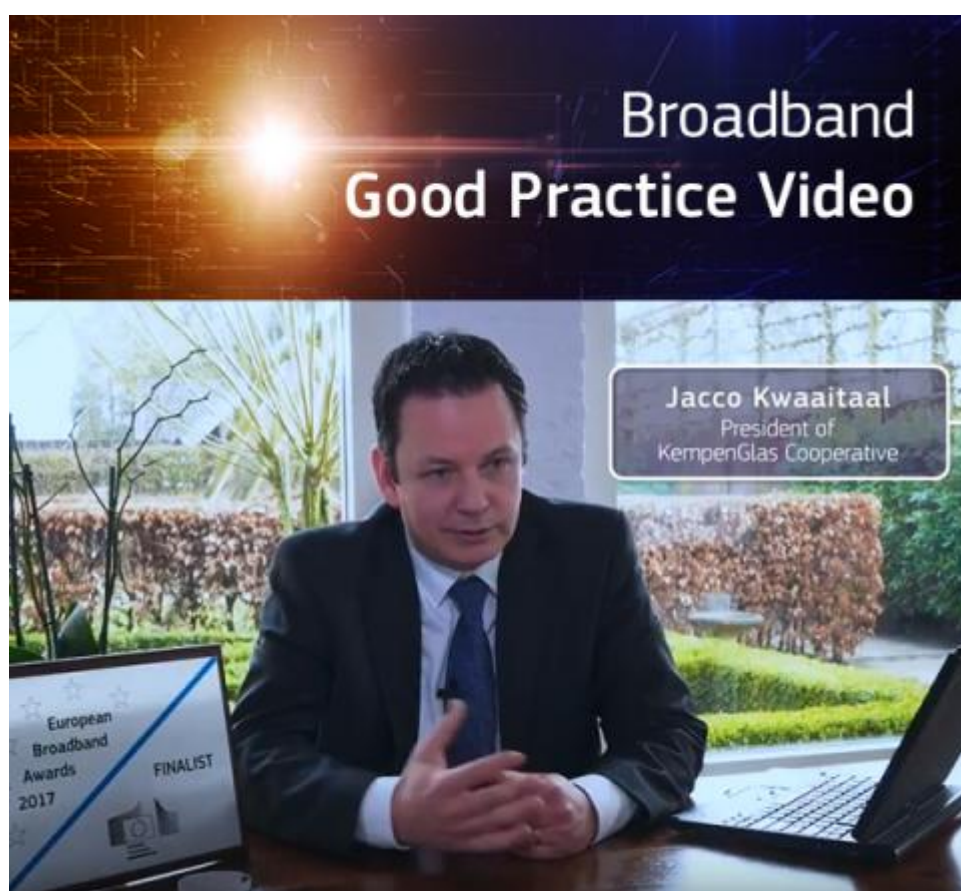 Broadband
Good Practice Video
Jacco Kwaaitaal
President of
KempenGlas Cooperative
European
Broadband
Awards
2017
FINALIST